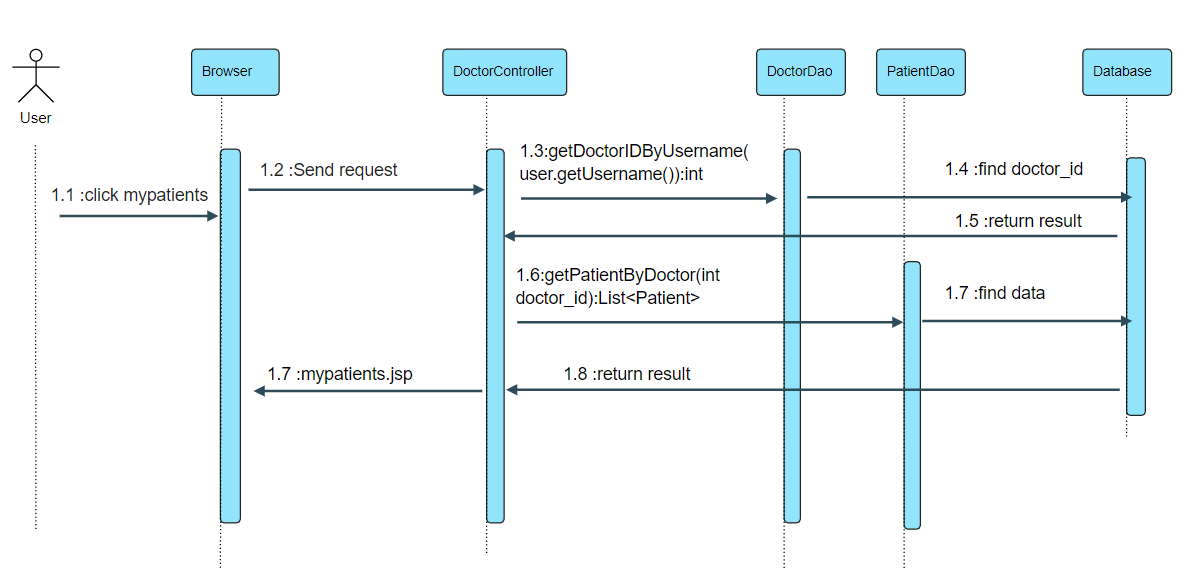 Browser
DoctorController
DoctorDao
PatientDao
Database
User
1.1 :click mypatients
1.2 :Send request
1.3:getDoctorIDByUsername(
user.getUsername()):int
1.4 :find doctor_id
1.5 :return result
1.6:getPatientByDoctor(int
doctor_id):List<Patient>
1.7 :find data
1.7 :mypatients.jsp
1.8 :return result